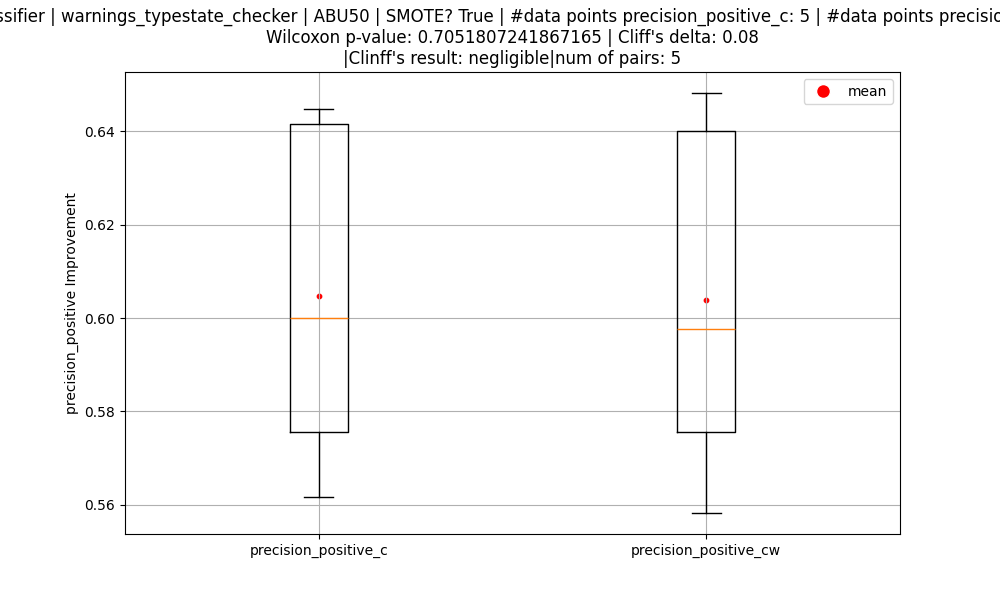 | warnings_typestate_checker | ABU50 | SMOTE? True | #data points precision_positive_c: 5 | #data points
Wilcoxon p-value: 0.7051807241867165 | Cliff's delta: 0.08
|Clinff's result: negligible|num of pairs: 5
mean
precision_positive Improvement
0.64
0.62
0.60
0.58
0.56
precision_positive_c
precision_positive_cw